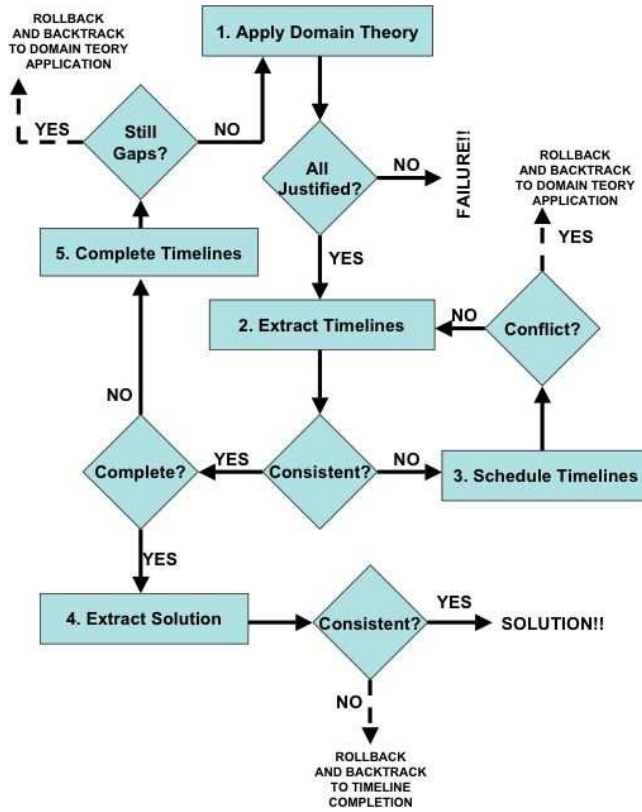 ROLLBACK
AND BACKTRACK
TO DOMAIN TEORY
APPLICATION
1. Apply Domain Theory
YES
Still
Gaps?
NO
All
Justified?
NO
FAILURE!!
ROLLBACK
AND BACKTRACK
TO DOMAIN TEORY
APPLICATION
YES
5. Complete Timelines
YES
2. Extract Timelines
NO
Conflict?
NO
Complete?
YES
Consistent?
NO
3. Schedule Timelines
YES
4. Extract Solution
Consistent?
YES
SOLUTION!!
NO
ROLLBACK
AND BACKTRACK
TO TIMELINE
COMPLETION